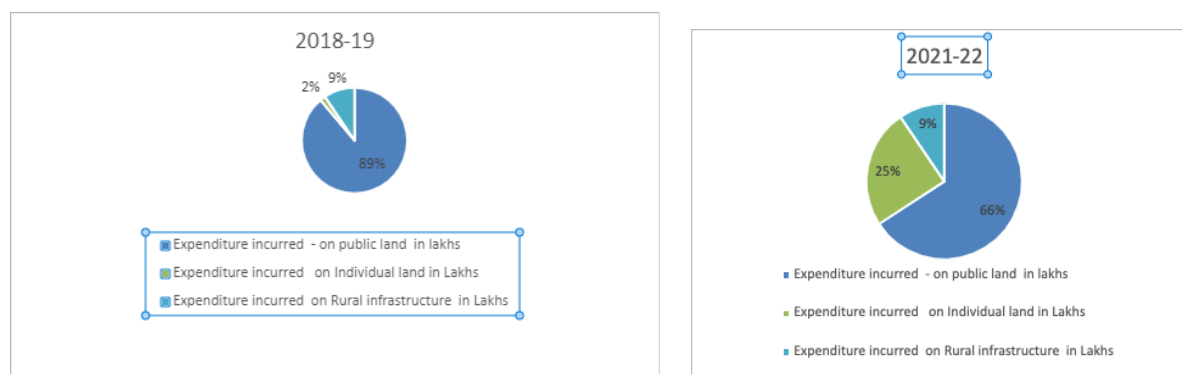 2018-19
2%
9%
89%
Expenditure incurred - on public land in lakhs
Expenditure incurred on Individual land in Lakhs
Expenditure incurred on Rural infrastructure in Lakhs
2021-22
9%
25%
66%
Expenditure incurred - on public land in lakhs
Expenditure incurred on Individual land in Lakhs
Expenditure incurred on Rural infrastructure in Lakhs